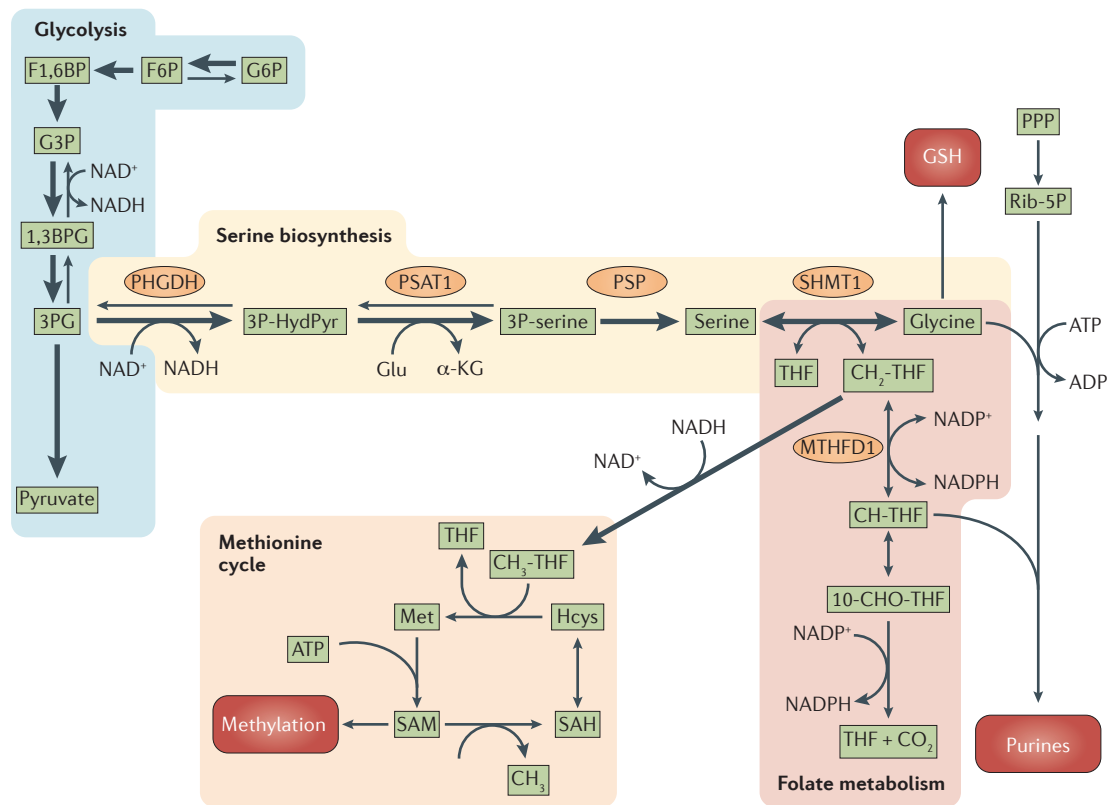 Glycolysis
F1,6BP
F6P
G6P
G3P
NAD⁺
NADH
1,3BPG
3PG
Pyruvate
Serine biosynthesis
PHGDH
PSAT1
PSP
SHMT1
3P-HydPyr
3P-serine
Serine
Glycine
NAD⁺
NADH
Glu
α-KG
THF
CH₂-THF
GSH
PPP
Rib-5P
ATP
ADP
NADH
NAD⁺
MTHFD1
NADP⁺
NADPH
CH-THF
10-CHO-THF
NADP⁺
NADPH
THF + CO₂
Folate metabolism
Purines
Methionine
cycle
THF
CH₃-THF
Met
Hcys
ATP
Methylation
SAM
SAH
CH₃